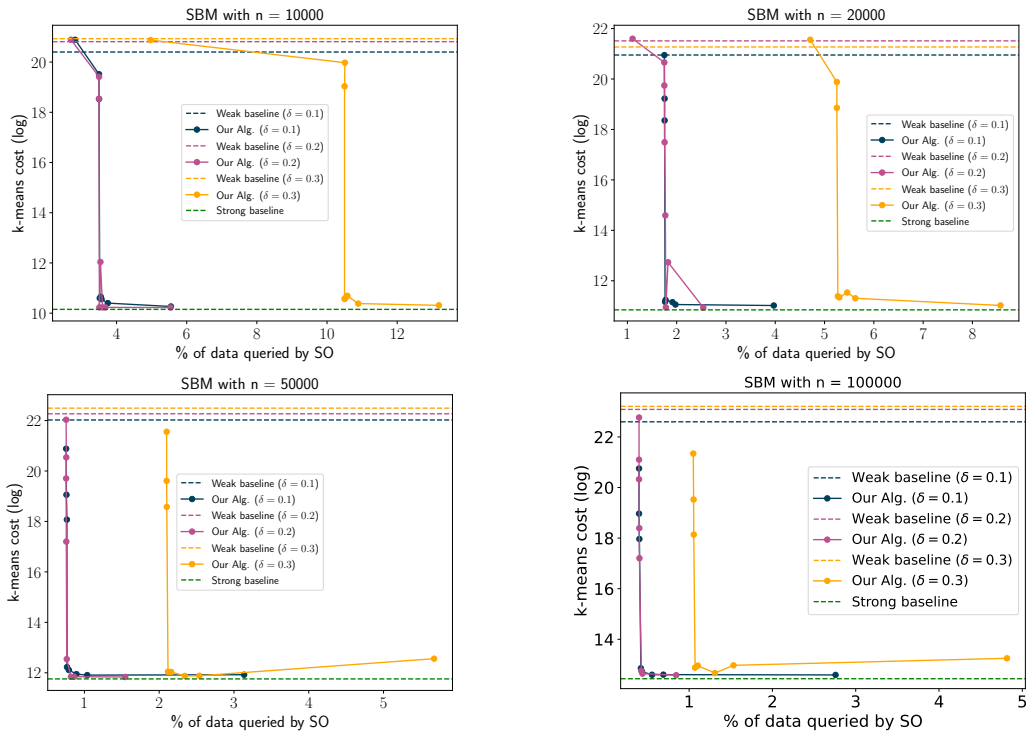 SBM with n = 10000
k-means cost (log)
20
18
16
14
12
10
Weak baseline (δ = 0.1)
Our Alg. (δ = 0.1)
Weak baseline (δ = 0.2)
Our Alg. (δ = 0.2)
Weak baseline (δ = 0.3)
Our Alg. (δ = 0.3)
Strong baseline
4 6 8 10 12
% of data queried by SO
SBM with n = 20000
k-means cost (log)
22
20
18
16
14
12
Weak baseline (δ = 0.1)
Our Alg. (δ = 0.1)
Weak baseline (δ = 0.2)
Our Alg. (δ = 0.2)
Weak baseline (δ = 0.3)
Our Alg. (δ = 0.3)
Strong baseline
1 2 3 4 5 6 7 8
% of data queried by SO
SBM with n = 50000
k-means cost (log)
22
20
18
16
14
12
Weak baseline (δ = 0.1)
Our Alg. (δ = 0.1)
Weak baseline (δ = 0.2)
Our Alg. (δ = 0.2)
Weak baseline (δ = 0.3)
Our Alg. (δ = 0.3)
Strong baseline
1 2 3 4 5
% of data queried by SO
SBM with n = 100000
k-means cost (log)
22
20
18
16
14
Weak baseline (δ = 0.1)
Our Alg. (δ = 0.1)
Weak baseline (δ = 0.2)
Our Alg. (δ = 0.2)
Weak baseline (δ = 0.3)
Our Alg. (δ = 0.3)
Strong baseline
1 2 3 4 5
% of data queried by SO